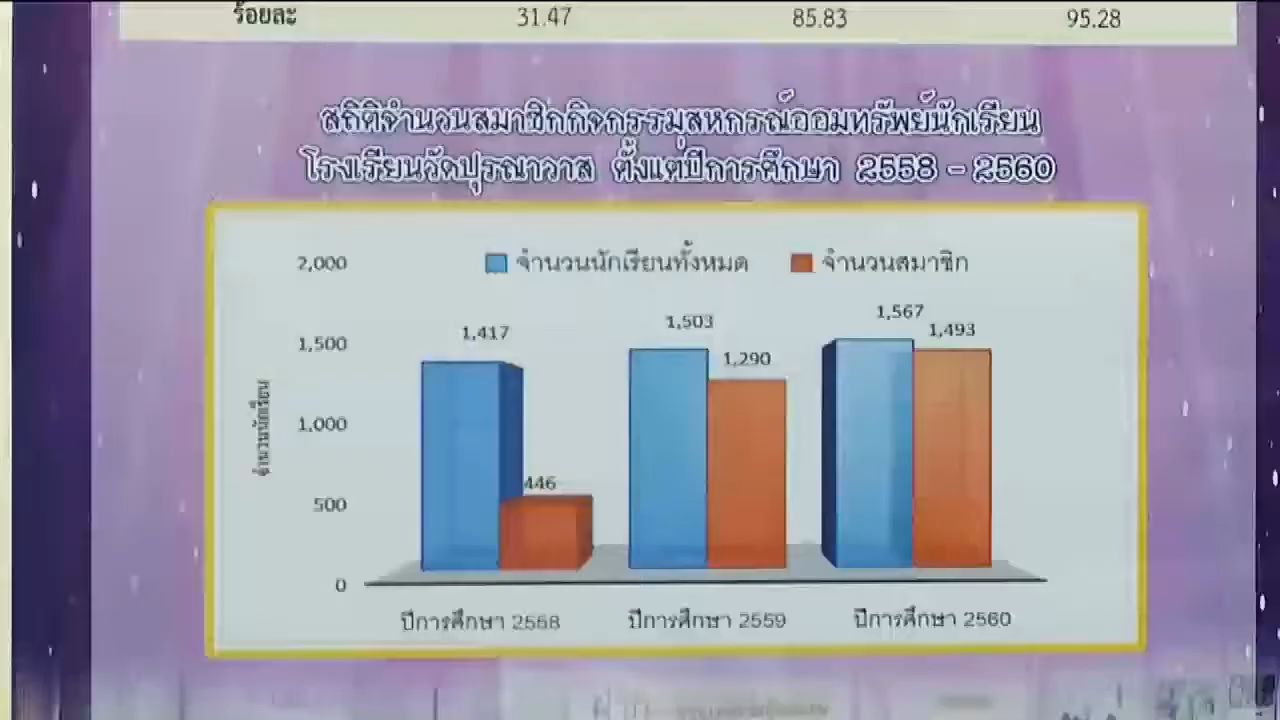 ร้อยละ 31.47 85.83 95.28
สถิติจำนวนสมาชิกกิจกรรมสหกรณ์ออมทรัพย์นักเรียน
โรงเรียนวัดปุรณาวาส ตั้งแต่ปีการศึกษา 2558 - 2560
จำนวนนักเรียนทั้งหมด จำนวนสมาชิก
จำนวนนักเรียน
2,000
1,500
1,000
500
0
1,417
446
1,503
1,290
1,567
1,493
ปีการศึกษา 2558 ปีการศึกษา 2559 ปีการศึกษา 2560